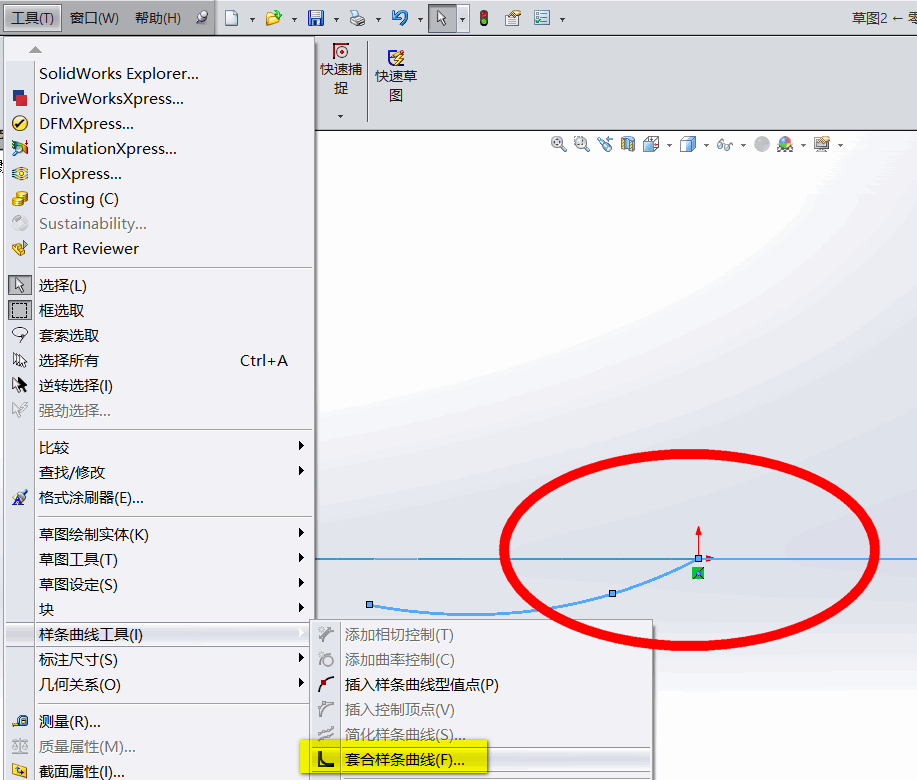 工具(T) 窗口(W) 帮助(H)
草图2 ← 零
快速捕捉
快速草图
SolidWorks Explorer...
DriveWorksXpress...
DFMXpress...
SimulationXpress...
FloXpress...
Costing (C)
Sustainability...
Part Reviewer
选择(L)
框选取
套索选取
选择所有 Ctrl+A
逆转选择(I)
强劲选择...
比较
查找/修改
格式涂刷器(E)...
草图绘制实体(K)
草图工具(T)
草图设定(S)
块
样条曲线工具(I)
标注尺寸(S)
几何关系(O)
测量(R)...
质量属性(M)...
截面属性(I)...
添加相切控制(T)
添加曲率控制(C)
插入样条曲线型值点(P)
插入控制顶点(V)
简化样条曲线(S)...
套合样条曲线(F)...